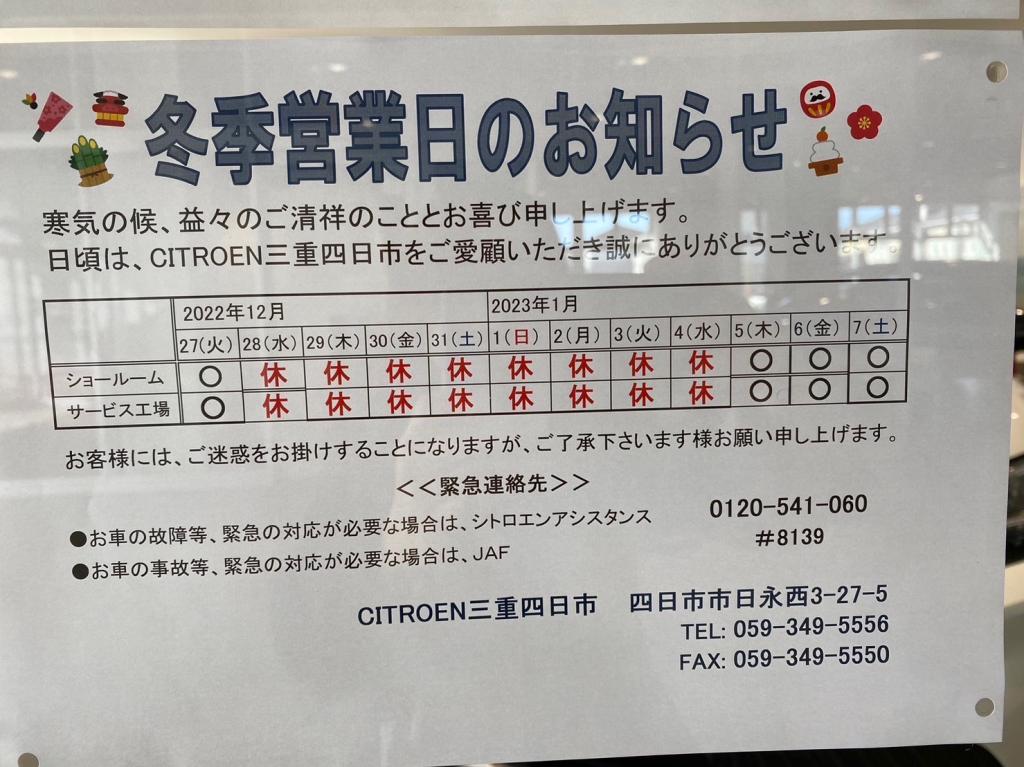 冬季営業日のお知らせ
寒気の候、益々のご清祥のこととお喜び申し上げます。
日頃は、CITROEN三重四日市をご愛顧いただき誠にありがとうございます。
2022年12月 2023年1月
27(火) 28(水) 29(木) 30(金) 31(土) 1(日) 2(月) 3(火) 4(水) 5(木) 6(金) 7(土)
ショールーム ○ 休 休 休 休 休 休 休 休 ○ ○ ○
サービス工場 ○ 休 休 休 休 休 休 休 休 ○ ○ ○
お客様には、ご迷惑をお掛けすることになりますが、ご了承下さいます様お願い申し上げます。
<<緊急連絡先>>
●お車の故障等、緊急の対応が必要な場合は、シトロエンアシスタンス 0120-541-060
●お車の事故等、緊急の対応が必要な場合は、JAF #8139
CITROEN三重四日市 四日市市日永西3-27-5
TEL: 059-349-5556
FAX: 059-349-5550